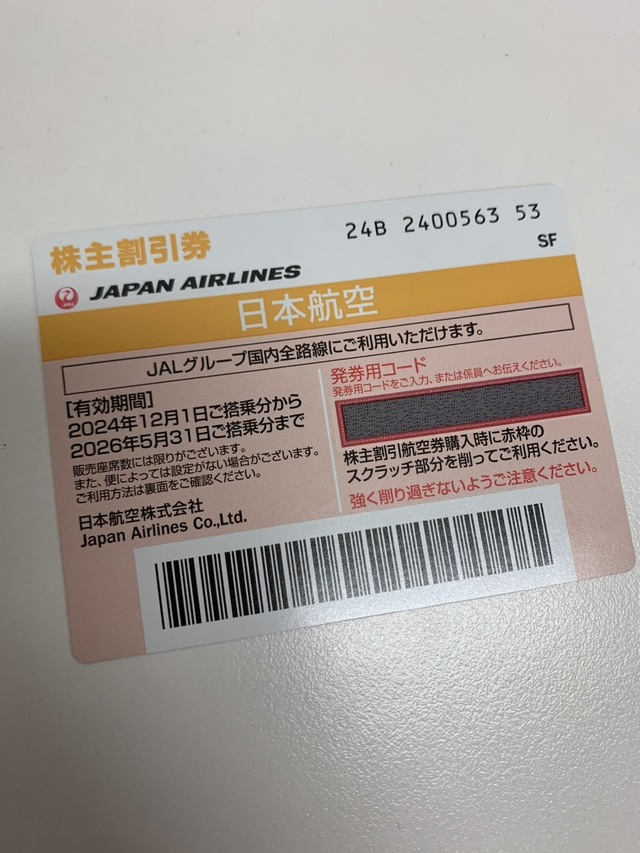 株主割引券
24B 2400563 53
SF
JAL JAPAN AIRLINES
日本航空
JALグループ国内全路線にご利用いただけます。
[有効期間]
2024年12月1日ご搭乗分から
2026年5月31日ご搭乗分まで
販売座席数には限りがございます。
また、便によっては設定がない場合がございます。
ご利用方法は裏面をご確認ください。
日本航空株式会社
Japan Airlines Co.,Ltd.
発券用コード
発券用コードをご入力、または係員へお伝えください。
株主割引航空券購入時に赤枠の
スクラッチ部分を削ってご利用ください。
強く削り過ぎないようご注意ください。